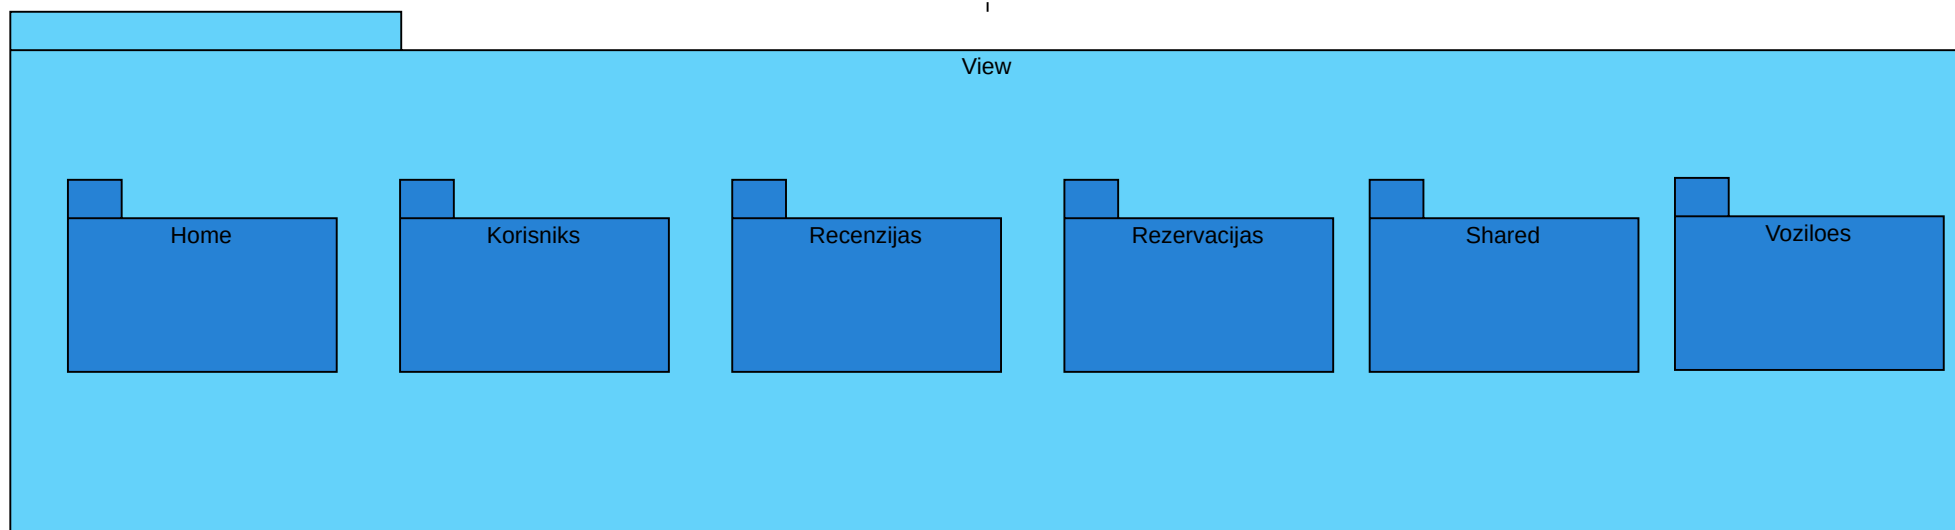 View
Home
Korisniks
Recenzijas
Rezervacijas
Shared
Voziloes